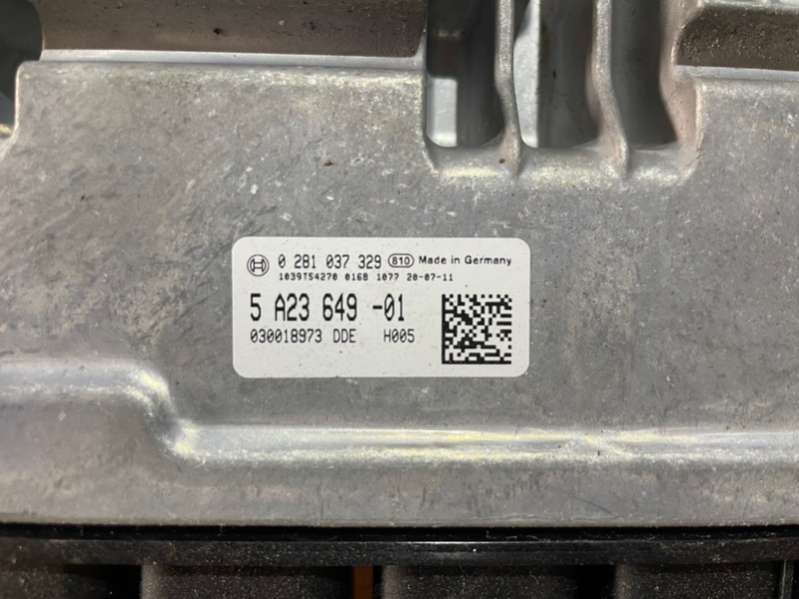 0 281 037 329 810 Made in Germany
1039T54270 0168 1077 20-07-11
5 A23 649 -01
030018973 DDE H005